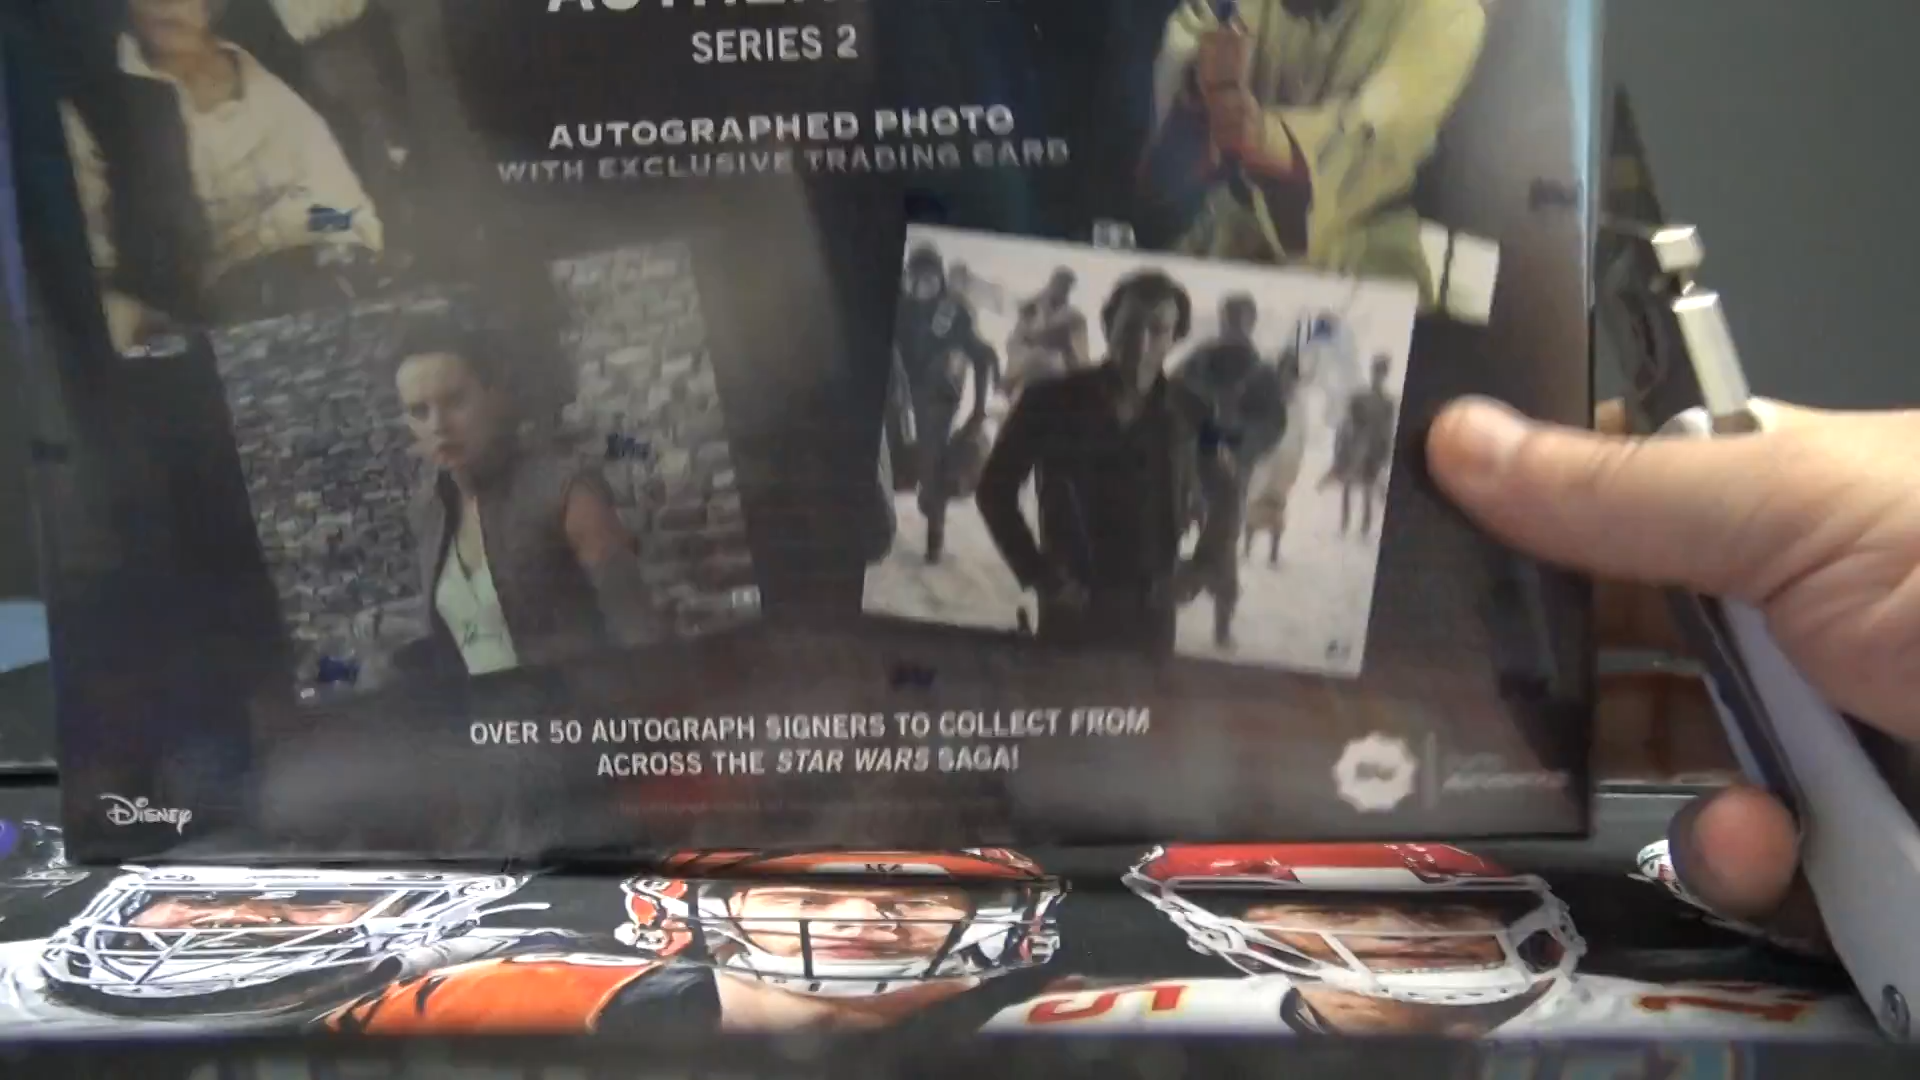 SERIES 2
AUTOGRAPHED PHOTO
WITH EXCLUSIVE TRADING CARD
OVER 50 AUTOGRAPH SIGNERS TO COLLECT FROM
ACROSS THE STAR WARS SAGA!
DISNEY